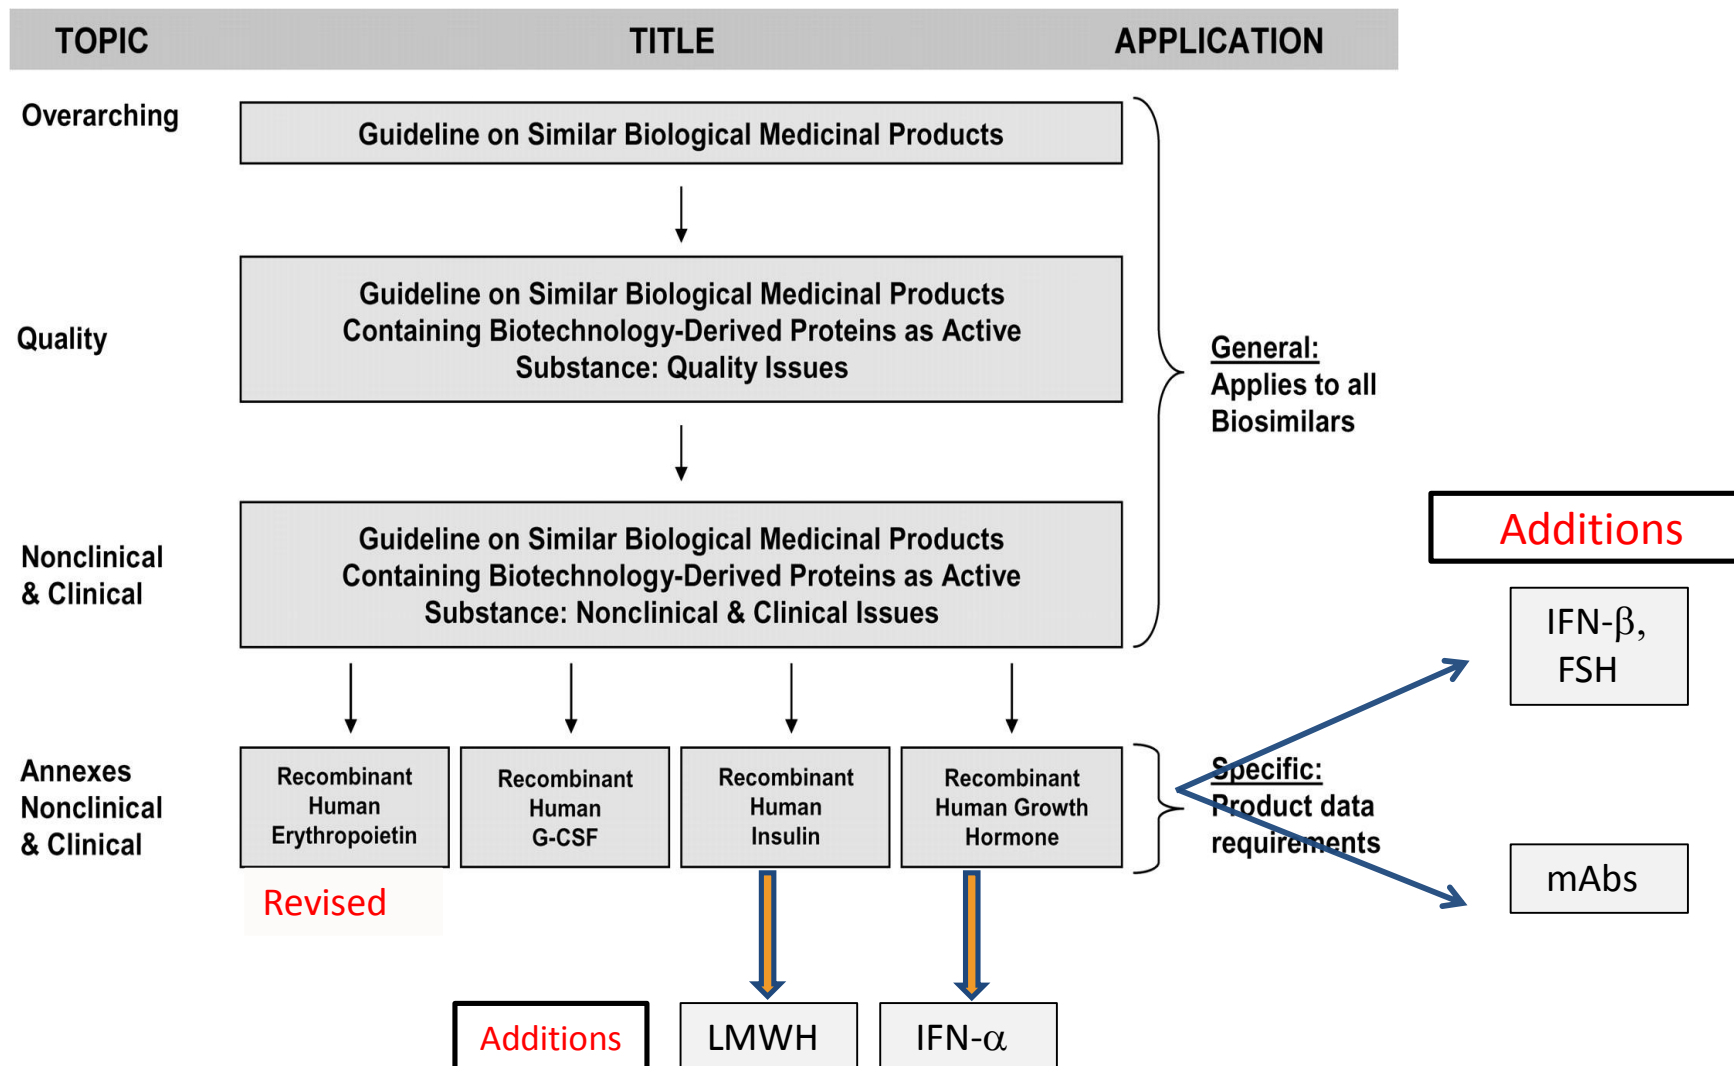 TOPIC TITLE APPLICATION
Overarching
Guideline on Similar Biological Medicinal Products
Quality
Guideline on Similar Biological Medicinal Products
Containing Biotechnology-Derived Proteins as Active
Substance: Quality Issues
General:
Applies to all
Biosimilars
Nonclinical
& Clinical
Guideline on Similar Biological Medicinal Products
Containing Biotechnology-Derived Proteins as Active
Substance: Nonclinical & Clinical Issues
Additions
IFN-β,
FSH
Annexes
Nonclinical
& Clinical
Recombinant
Human
Erythropoietin
Recombinant
Human
G-CSF
Recombinant
Human
Insulin
Recombinant
Human Growth
Hormone
Specific:
Product data
requirements
mAbs
Revised
Additions
LMWH
IFN-α